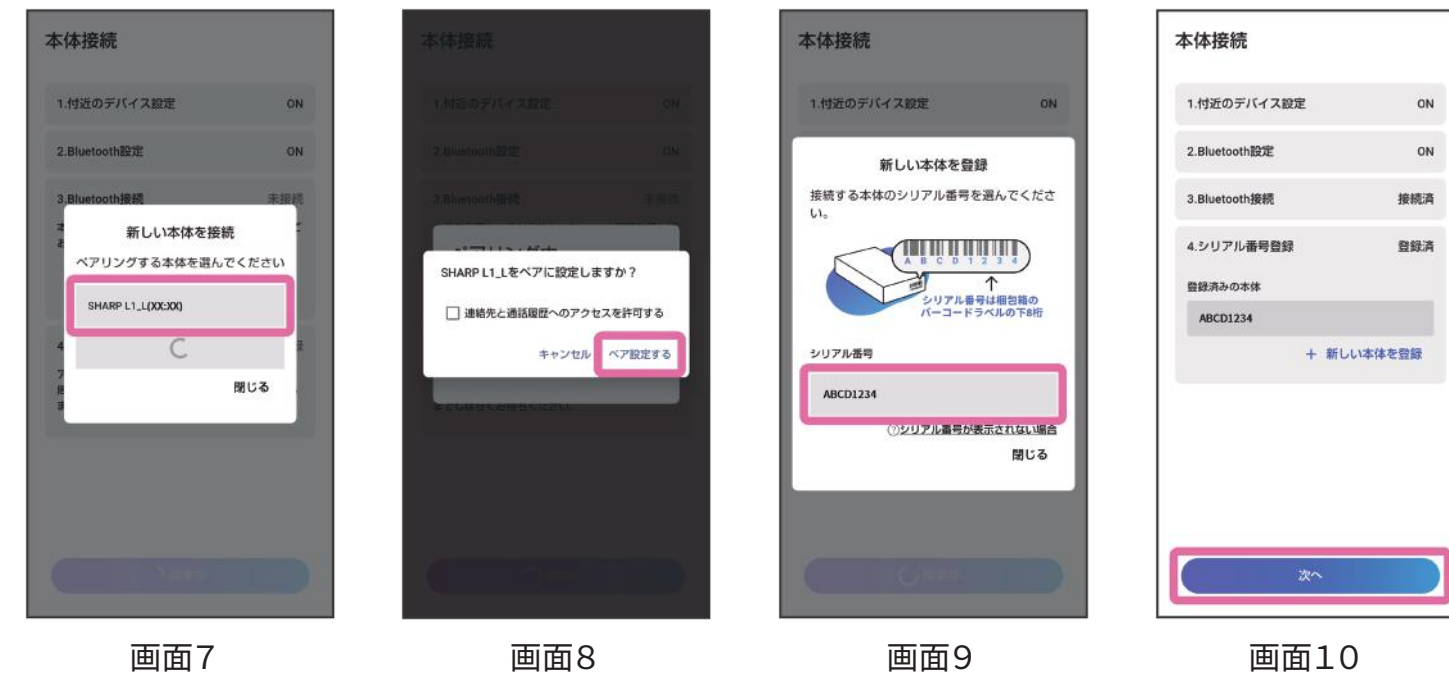 本体接続
1.付近のデバイス設定 ON
2.Bluetooth設定 ON
3.Bluetooth接続 未接続
新しい本体を接続
ペアリングする本体を選んでください
SHARP L1_L(XX:XX)
閉じる
画面7
本体接続
1.付近のデバイス設定 ON
2.Bluetooth設定 ON
3.Bluetooth接続 未接続
SHARP L1_Lをペアに設定しますか？
連絡先と通話履歴へのアクセスを許可する
キャンセル ペア設定する
までしばらくお待ちください。
画面8
本体接続
1.付近のデバイス設定 ON
新しい本体を登録
接続する本体のシリアル番号を選んでくださ
い。
A B C D 1 2 3 4
シリアル番号は梱包箱の
バーコードラベルの下8桁
シリアル番号
ABCD1234
?シリアル番号が表示されない場合
閉じる
画面9
本体接続
1.付近のデバイス設定 ON
2.Bluetooth設定 ON
3.Bluetooth接続 接続済
4.シリアル番号登録 登録済
登録済みの本体
ABCD1234
+ 新しい本体を登録
次へ
画面10